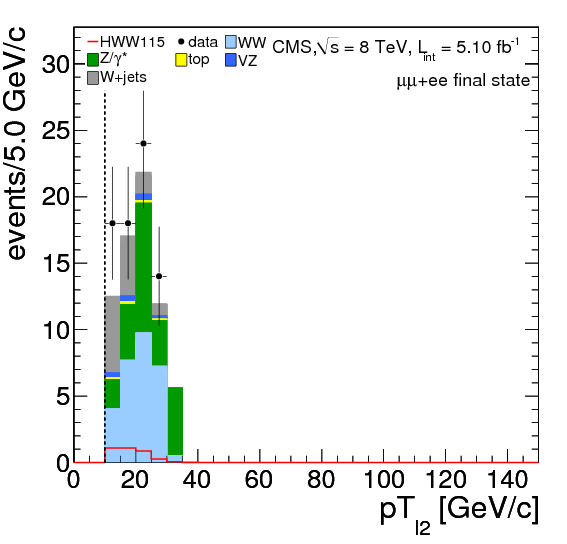 HWW115 data WW CMS,√s = 8 TeV, L_int = 5.10 fb⁻¹
Z/γ* top VZ
W+jets μμ+ee final state
events/5.0 GeV/c
30
25
20
15
10
5
0
0 20 40 60 80 100 120 140
pT_l2 [GeV/c]